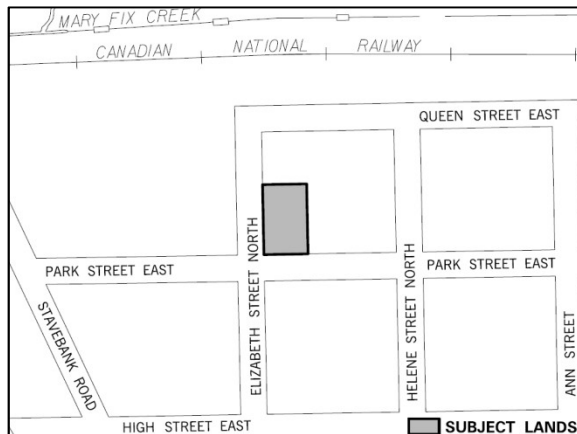 MARY FIX CREEK
CANADIAN NATIONAL RAILWAY
QUEEN STREET EAST
PARK STREET EAST
PARK STREET EAST
STAVEBANK ROAD
ELIZABETH STREET NORTH
HELENE STREET NORTH
ANN STREET
HIGH STREET EAST
SUBJECT LANDS